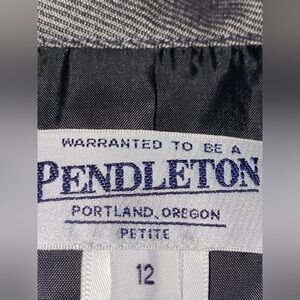 WARRANTED TO BE A
PENDLETON
PORTLAND, OREGON
PETITE
12